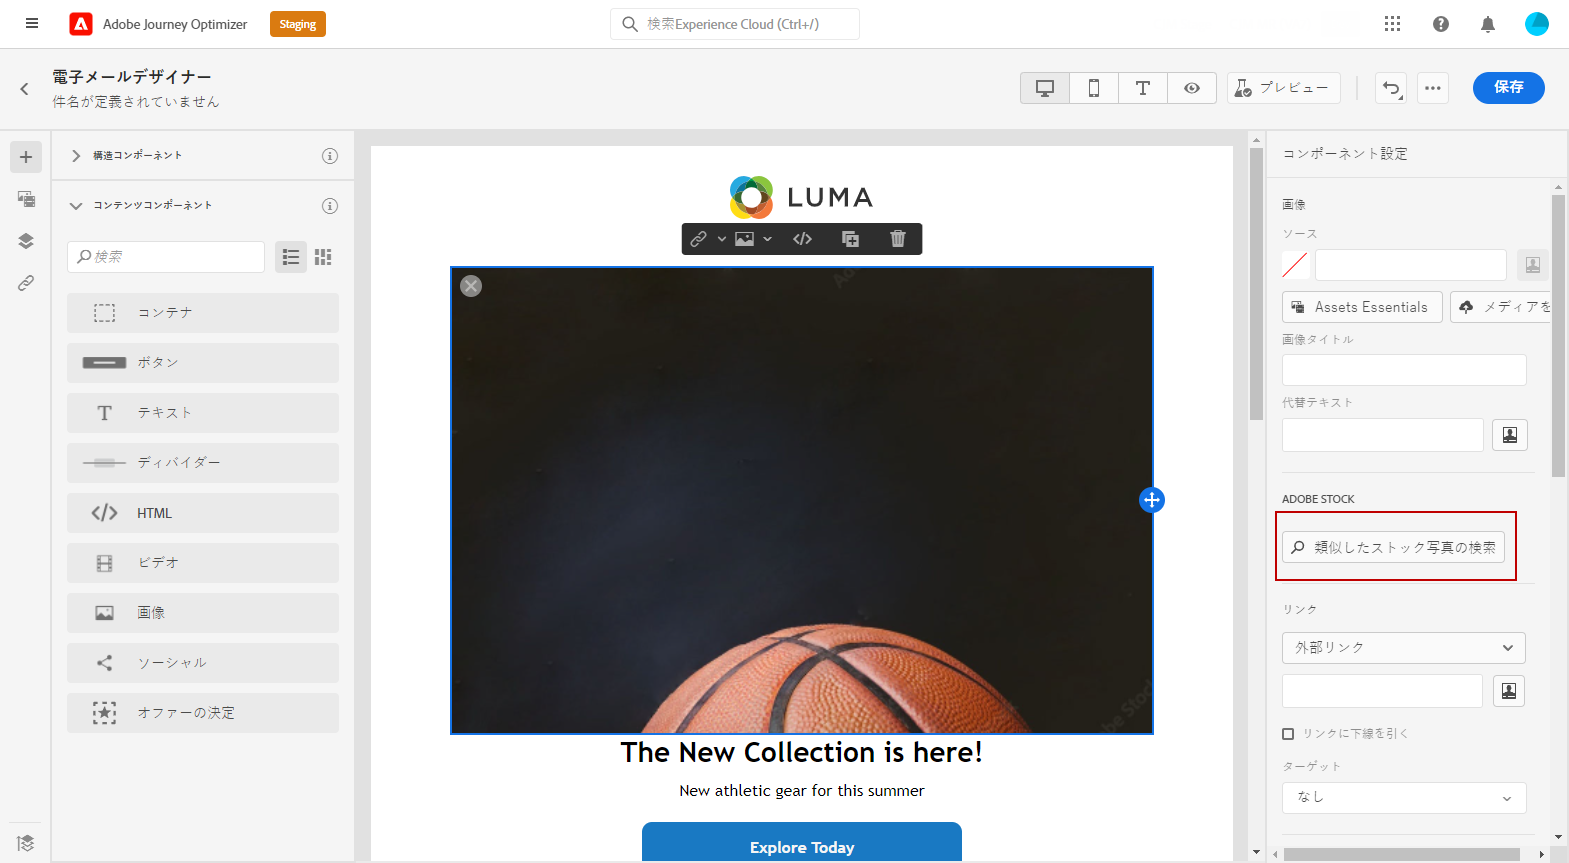 Adobe Journey Optimizer
Staging
検索Experience Cloud (Ctrl+/)
電子メールデザイナー
件名が定義されていません
プレビュー
保存
構造コンポーネント
コンテンツコンポーネント
検索
コンテナ
ボタン
テキスト
ディバイダー
HTML
ビデオ
画像
ソーシャル
オファーの決定
LUMA
The New Collection is here!
New athletic gear for this summer
Explore Today
コンポーネント設定
画像
ソース
Assets Essentials
メディアを
画像タイトル
代替テキスト
ADOBE STOCK
類似したストック写真の検索
リンク
外部リンク
リンクに下線を引く
ターゲット
なし